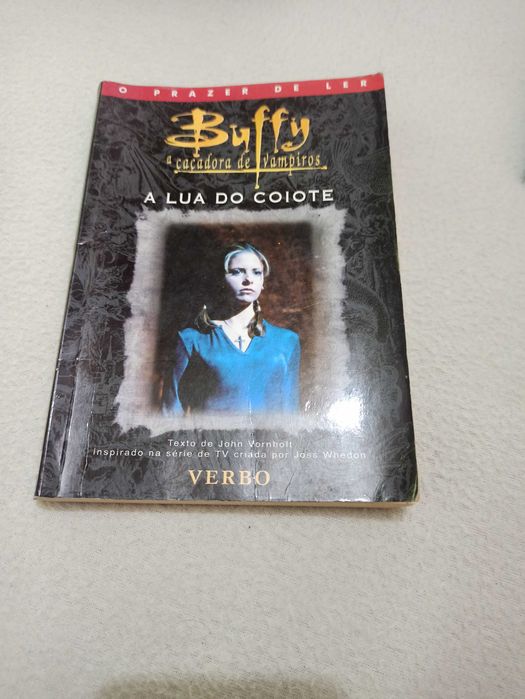 O PRAZER DE LER
Buffy
a caçadora de vampiros
A LUA DO COIOTE
Texto de John Vornholt
Inspirado na série de TV criada por Joss Whedon
VERBO